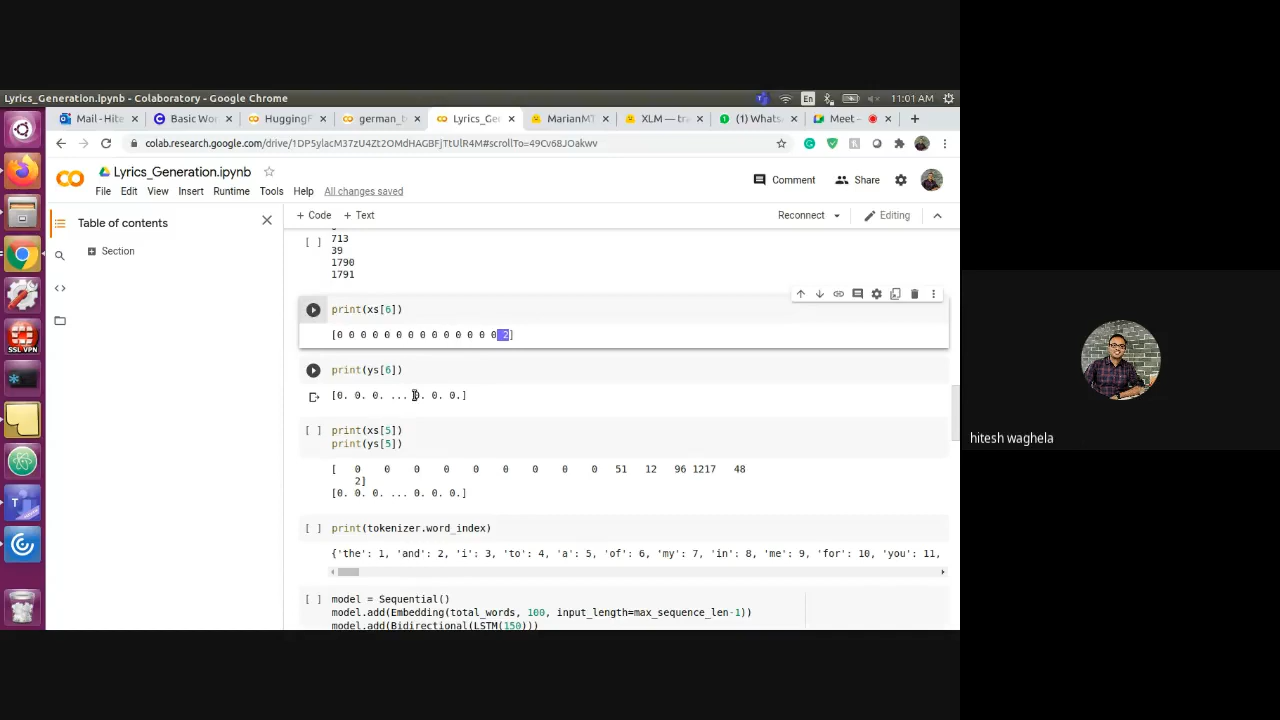 Lyrics_Generation.ipynb - Colaboratory - Google Chrome
En
11:01 AM
Mail - Hite
Basic Wor
HuggingF
german_t
Lyrics_Gen
MarianMT
XLM — tra
(1) Whats
Meet –
colab.research.google.com/drive/1DP5ylacM37zU4Zt2OMdHAGBFjTtUlR4M#scrollTo=49Cv68JOakwv
Lyrics_Generation.ipynb
Comment
Share
File Edit View Insert Runtime Tools Help All changes saved
Table of contents
+ Code + Text
Reconnect
Editing
Section
[ ]
713
39
1790
1791
print(xs[6])
[0 0 0 0 0 0 0 0 0 0 0 0 0 0 2]
print(ys[6])
[0. 0. 0. ... 0. 0. 0.]
[ ] print(xs[5])
print(ys[5])
[ 0 0 0 0 0 0 0 0 0 51 12 96 1217 48
2]
[0. 0. 0. ... 0. 0. 0.]
[ ] print(tokenizer.word_index)
{'the': 1, 'and': 2, 'i': 3, 'to': 4, 'a': 5, 'of': 6, 'my': 7, 'in': 8, 'me': 9, 'for': 10, 'you': 11,
[ ] model = Sequential()
model.add(Embedding(total_words, 100, input_length=max_sequence_len-1))
model.add(Bidirectional(LSTM(150)))
SSL VPN
hitesh waghela